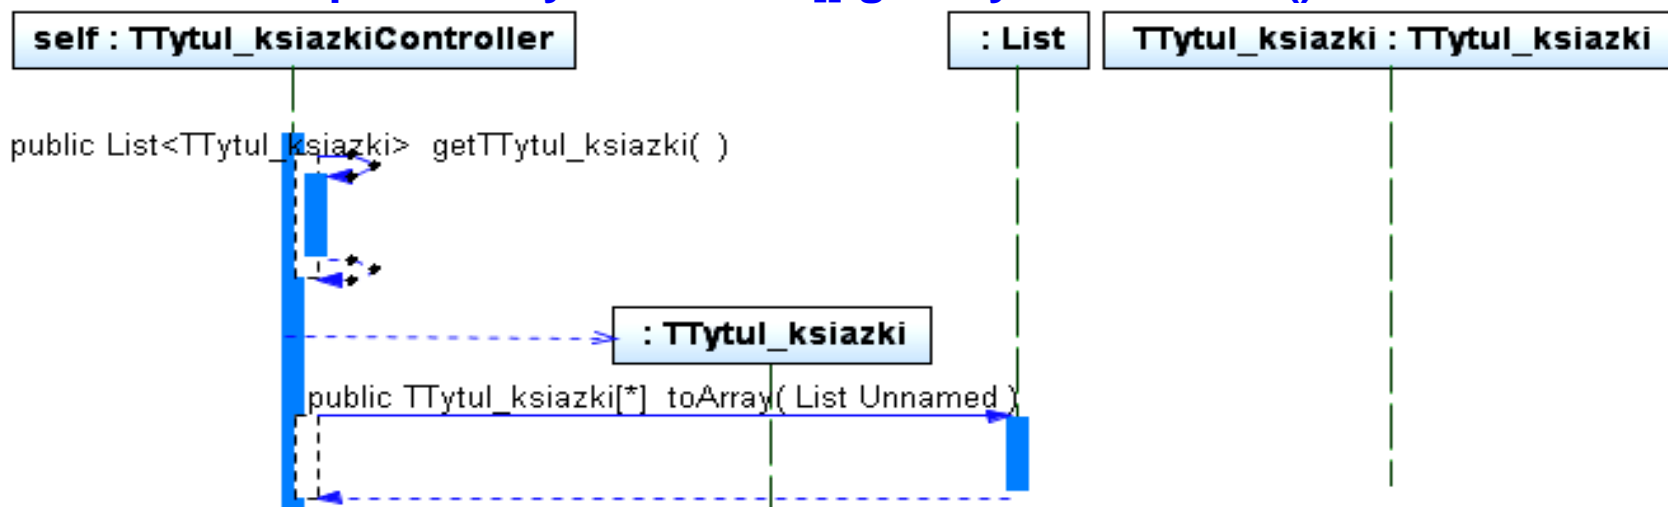 self : TTytul_ksiazkiController
: List
TTytul_ksiazki : TTytul_ksiazki
public List<TTytul_ksiazki> getTTytul_ksiazki( )
: TTytul_ksiazki
public TTytul_ksiazki[*] toArray( List Unnamed )